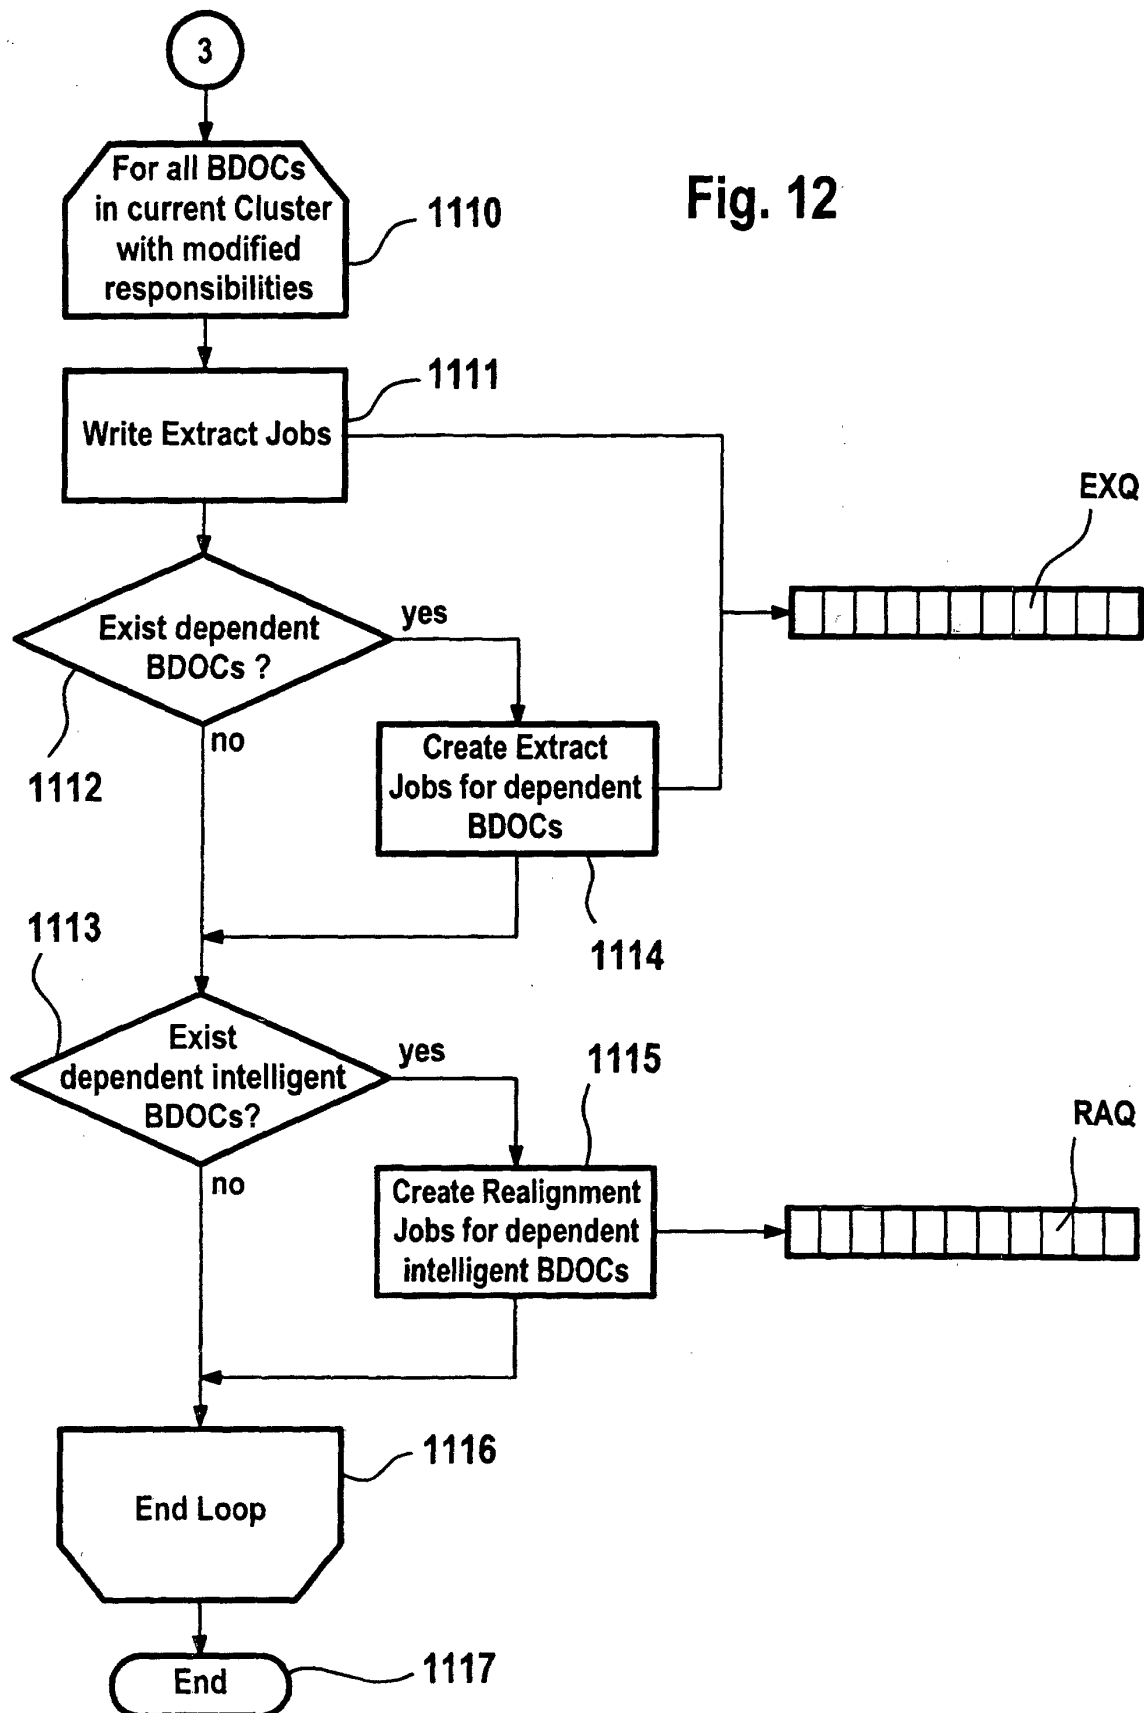 3
For all BDOCs
in current Cluster
with modified
responsibilities
1110
Fig. 12
Write Extract Jobs
1111
EXQ
Exist dependent
BDOCs ?
yes
no
1112
Create Extract
Jobs for dependent
BDOCs
1114
1113
Exist
dependent intelligent
BDOCs?
yes
no
1115
Create Realignment
Jobs for dependent
intelligent BDOCs
RAQ
End Loop
1116
End
1117